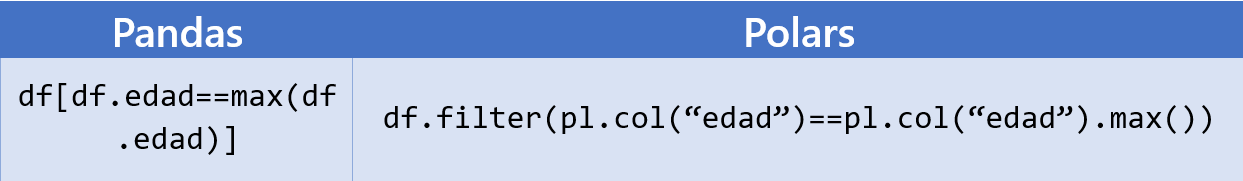 Pandas
Polars
df[df.edad==max(df
.edad)]
df.filter(pl.col(“edad”)==pl.col(“edad”).max())